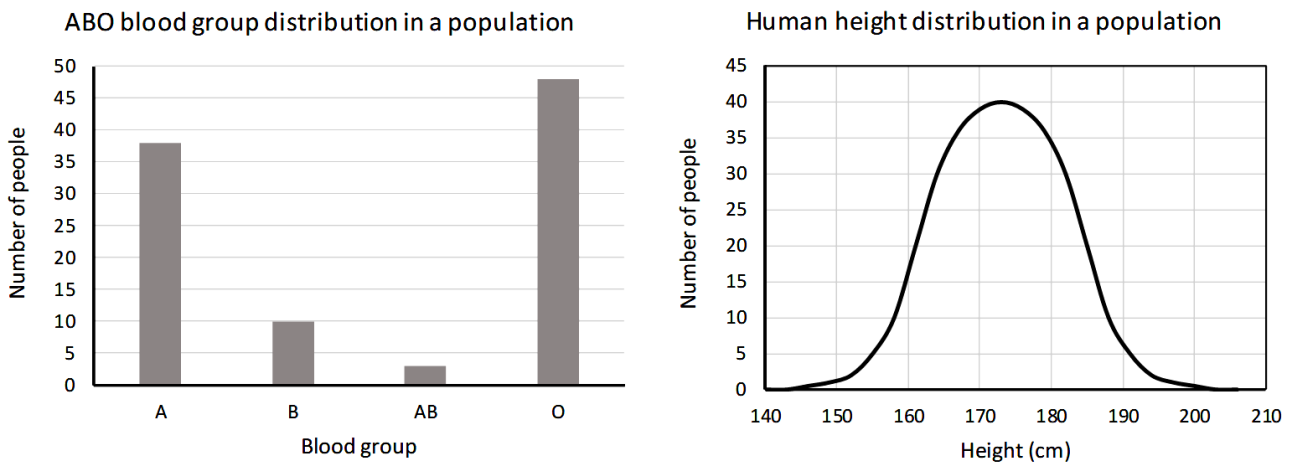 ABO blood group distribution in a population
Number of people
50
45
40
35
30
25
20
15
10
5
0
A B AB O
Blood group
Human height distribution in a population
Number of people
45
40
35
30
25
20
15
10
5
0
140 150 160 170 180 190 200 210
Height (cm)